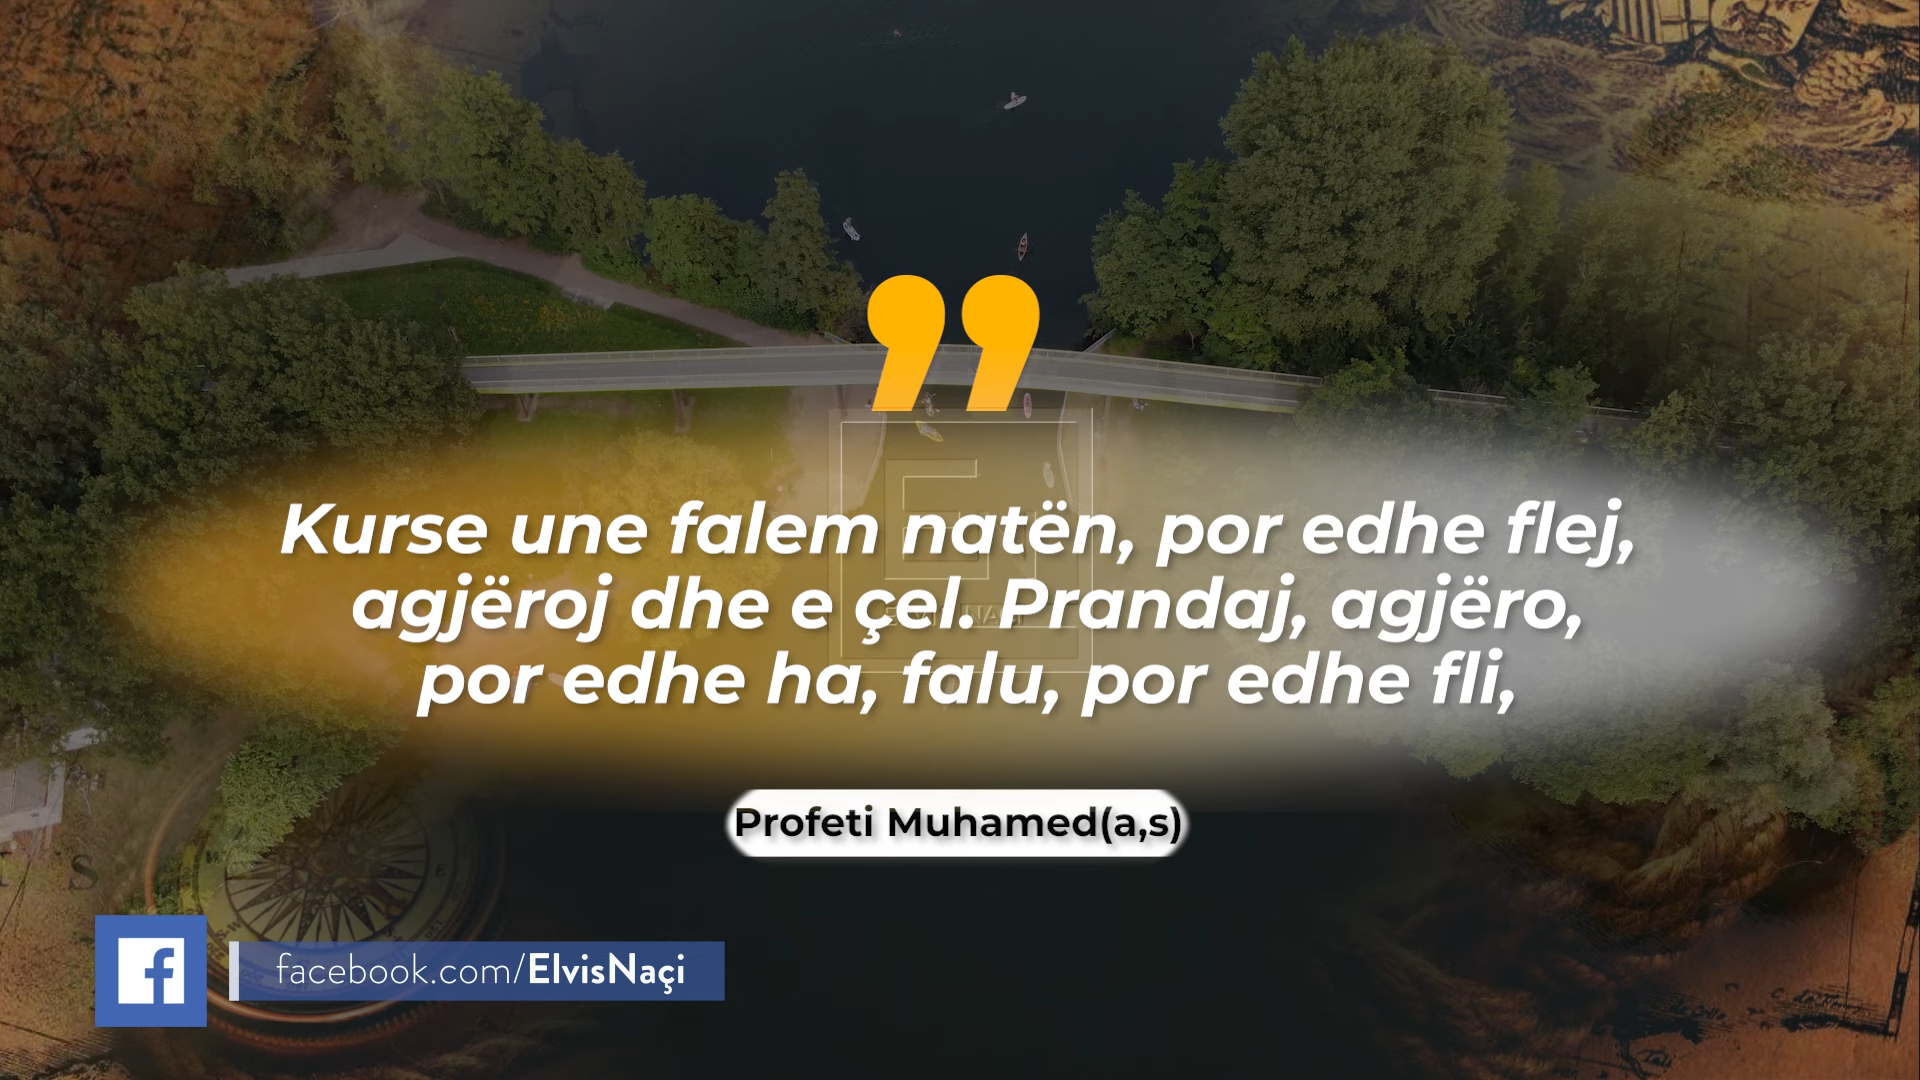 Kurse une falem natën, por edhe flej,
agjëroj dhe e çel. Prandaj, agjëro,
por edhe ha, falu, por edhe fli,
Profeti Muhamed(a,s)
facebook.com/ElvisNaçi